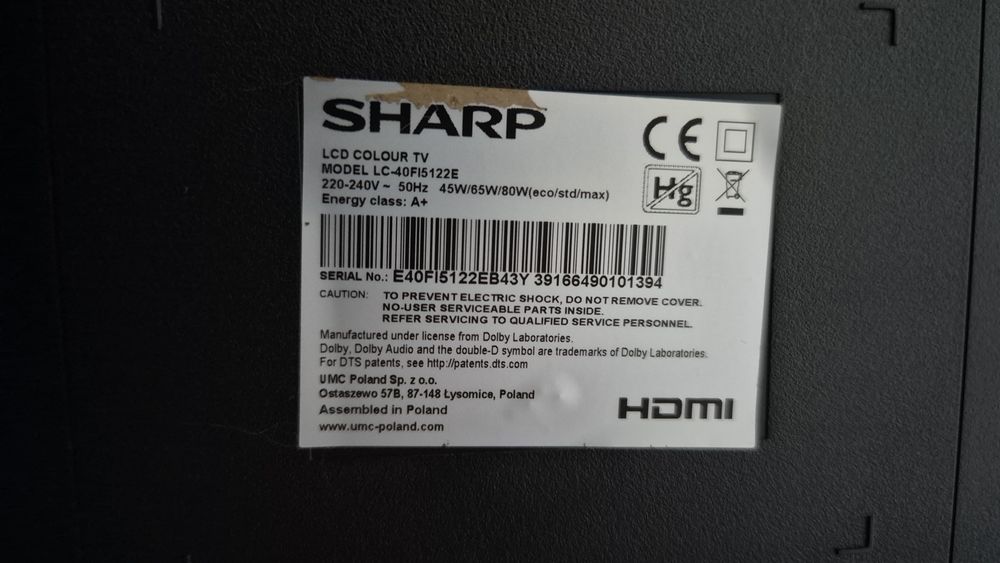 SHARP
LCD COLOUR TV
MODEL LC-40FI5122E
220-240V ~ 50Hz 45W/65W/80W(eco/std/max)
Energy class: A+
CE
Hg
SERIAL No.: E40FI5122EB43Y 39166490101394
CAUTION: TO PREVENT ELECTRIC SHOCK, DO NOT REMOVE COVER.
NO-USER SERVICEABLE PARTS INSIDE.
REFER SERVICING TO QUALIFIED SERVICE PERSONNEL.
Manufactured under license from Dolby Laboratories.
Dolby, Dolby Audio and the double-D symbol are trademarks of Dolby Laboratories.
For DTS patents, see http://patents.dts.com
UMC Poland Sp. z o.o.
Ostaszewo 57B, 87-148 Łysomice, Poland
Assembled in Poland
www.umc-poland.com
HDMI